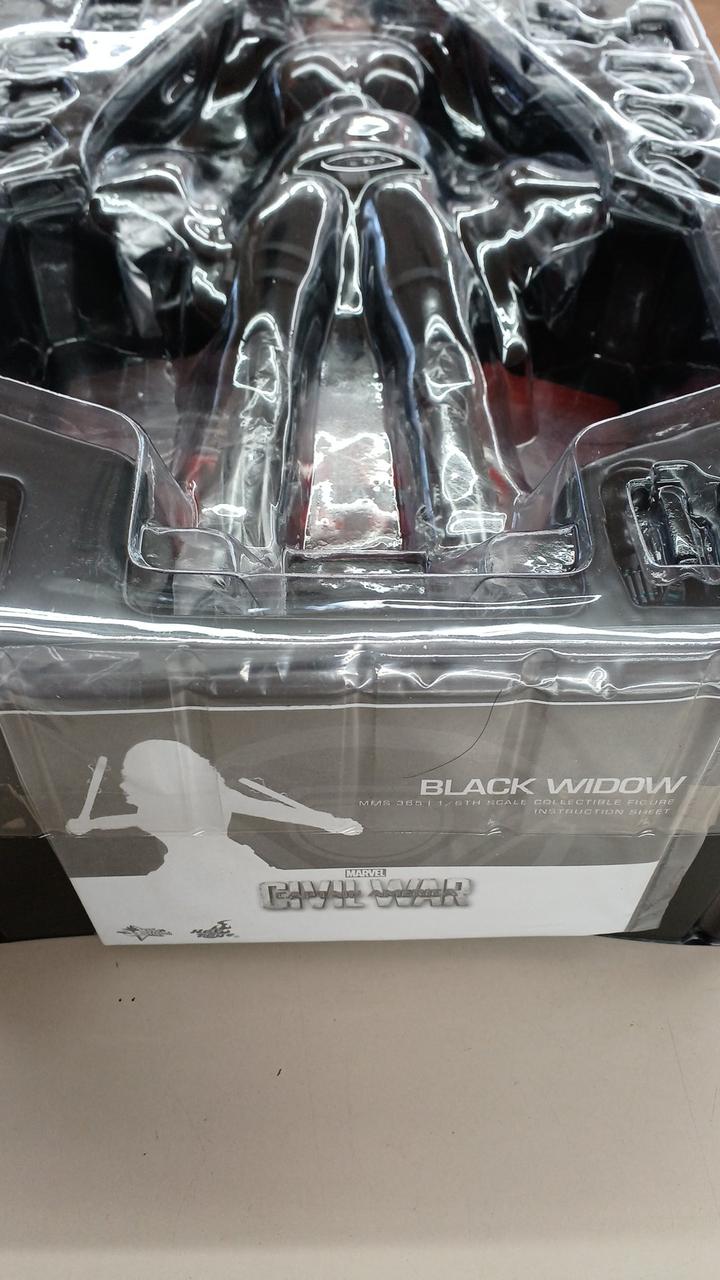 BLACK WIDOW
MMS 365 | 1/6TH SCALE COLLECTIBLE FIGURE
INSTRUCTION SHEET
MARVEL
CAPTAIN AMERICA
CIVIL WAR